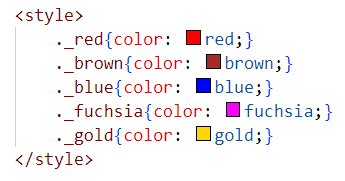 <style>
._red{color: red;}
._brown{color: brown;}
._blue{color: blue;}
._fuchsia{color: fuchsia;}
._gold{color: gold;}
</style>